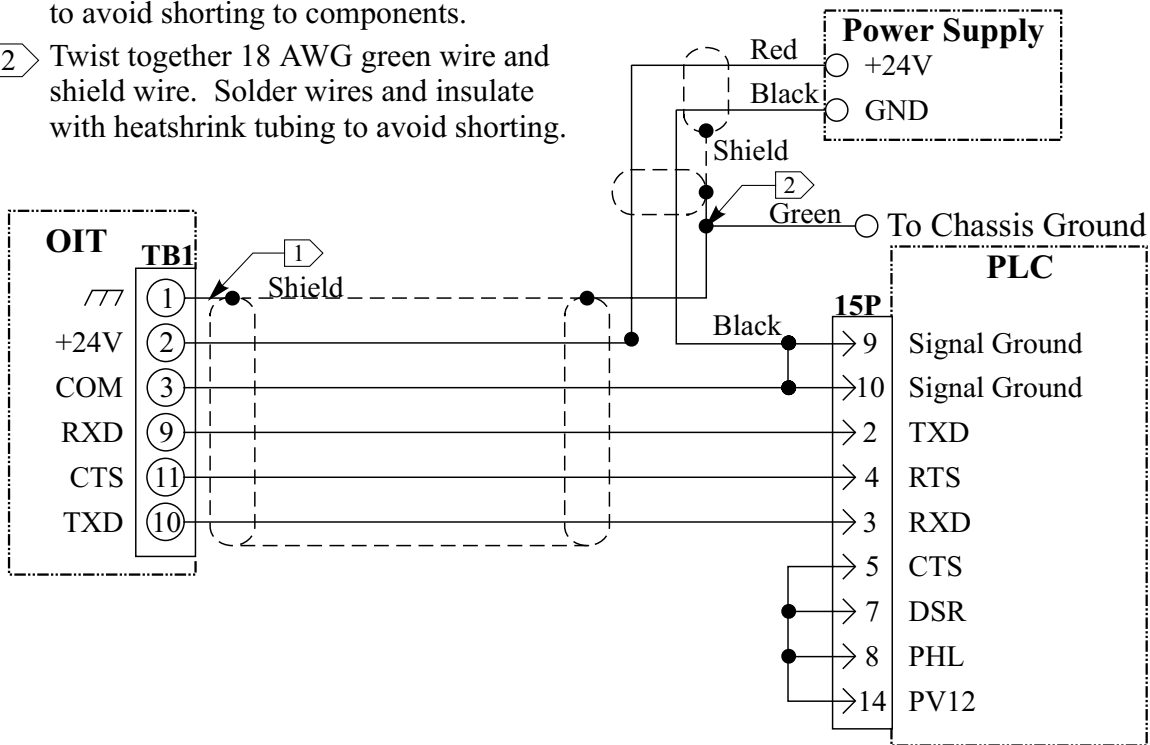 to avoid shorting to components.
2 Twist together 18 AWG green wire and
shield wire. Solder wires and insulate
with heatshrink tubing to avoid shorting.
Power Supply
Red
+24V
Black
GND
Shield
2
Green
To Chassis Ground
OIT
TB1
1
Shield
1
+24V
2
COM
3
RXD
9
CTS
11
TXD
10
PLC
15P
Black
9 Signal Ground
10 Signal Ground
2 TXD
4 RTS
3 RXD
5 CTS
7 DSR
8 PHL
14 PV12